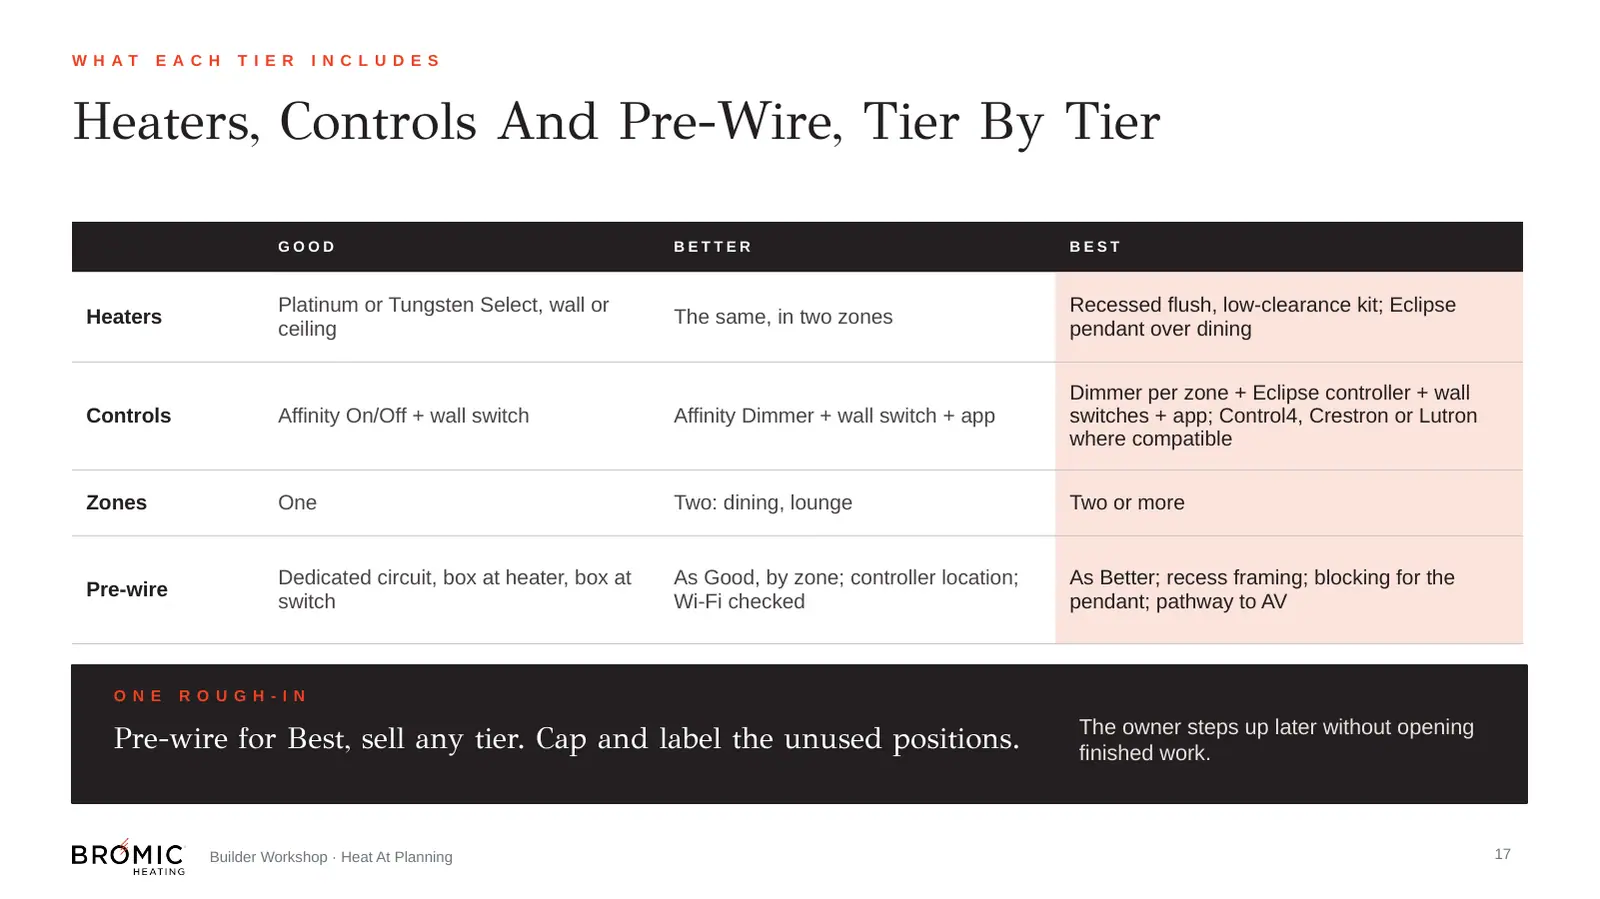 WHAT EACH TIER INCLUDES
Heaters, Controls And Pre-Wire, Tier By Tier
GOOD
BETTER
BEST
Heaters
Platinum or Tungsten Select, wall or
ceiling
The same, in two zones
Recessed flush, low-clearance kit; Eclipse
pendant over dining
Controls
Affinity On/Off + wall switch
Affinity Dimmer + wall switch + app
Dimmer per zone + Eclipse controller + wall
switches + app; Control4, Crestron or Lutron
where compatible
Zones
One
Two: dining, lounge
Two or more
Pre-wire
Dedicated circuit, box at heater, box at
switch
As Good, by zone; controller location;
Wi-Fi checked
As Better; recess framing; blocking for the
pendant; pathway to AV
ONE ROUGH-IN
Pre-wire for Best, sell any tier. Cap and label the unused positions.
The owner steps up later without opening
finished work.
BROMIC
HEATING
Builder Workshop · Heat At Planning
17